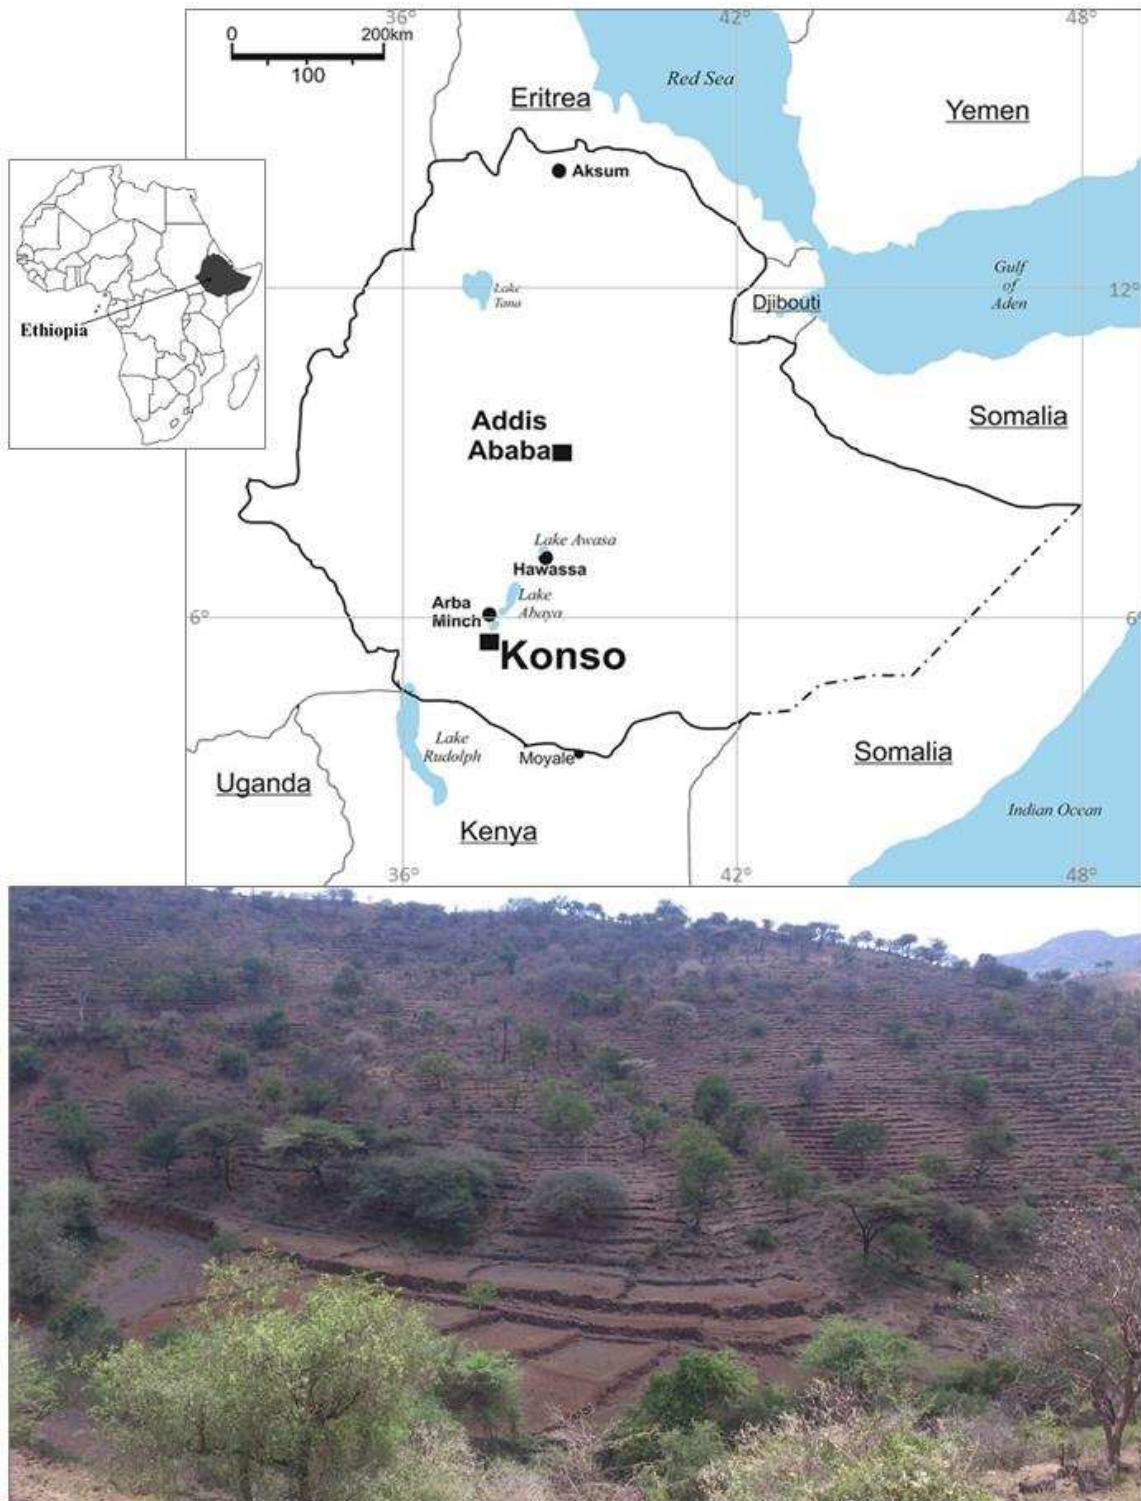 36°
42°
48°
0
200km
100
Red Sea
Eritrea
Yemen
Aksum
Ethiopia
Lake
Tana
Gulf
of
Aden
12°
Djibouti
Addis
Ababa
Somalia
Lake Awasa
Hawassa
Lake
Abaya
Arba
Minch
6°
6°
Konso
Lake
Rudolph
Moyale
Uganda
Kenya
Somalia
Indian Ocean
36°
42°
48°